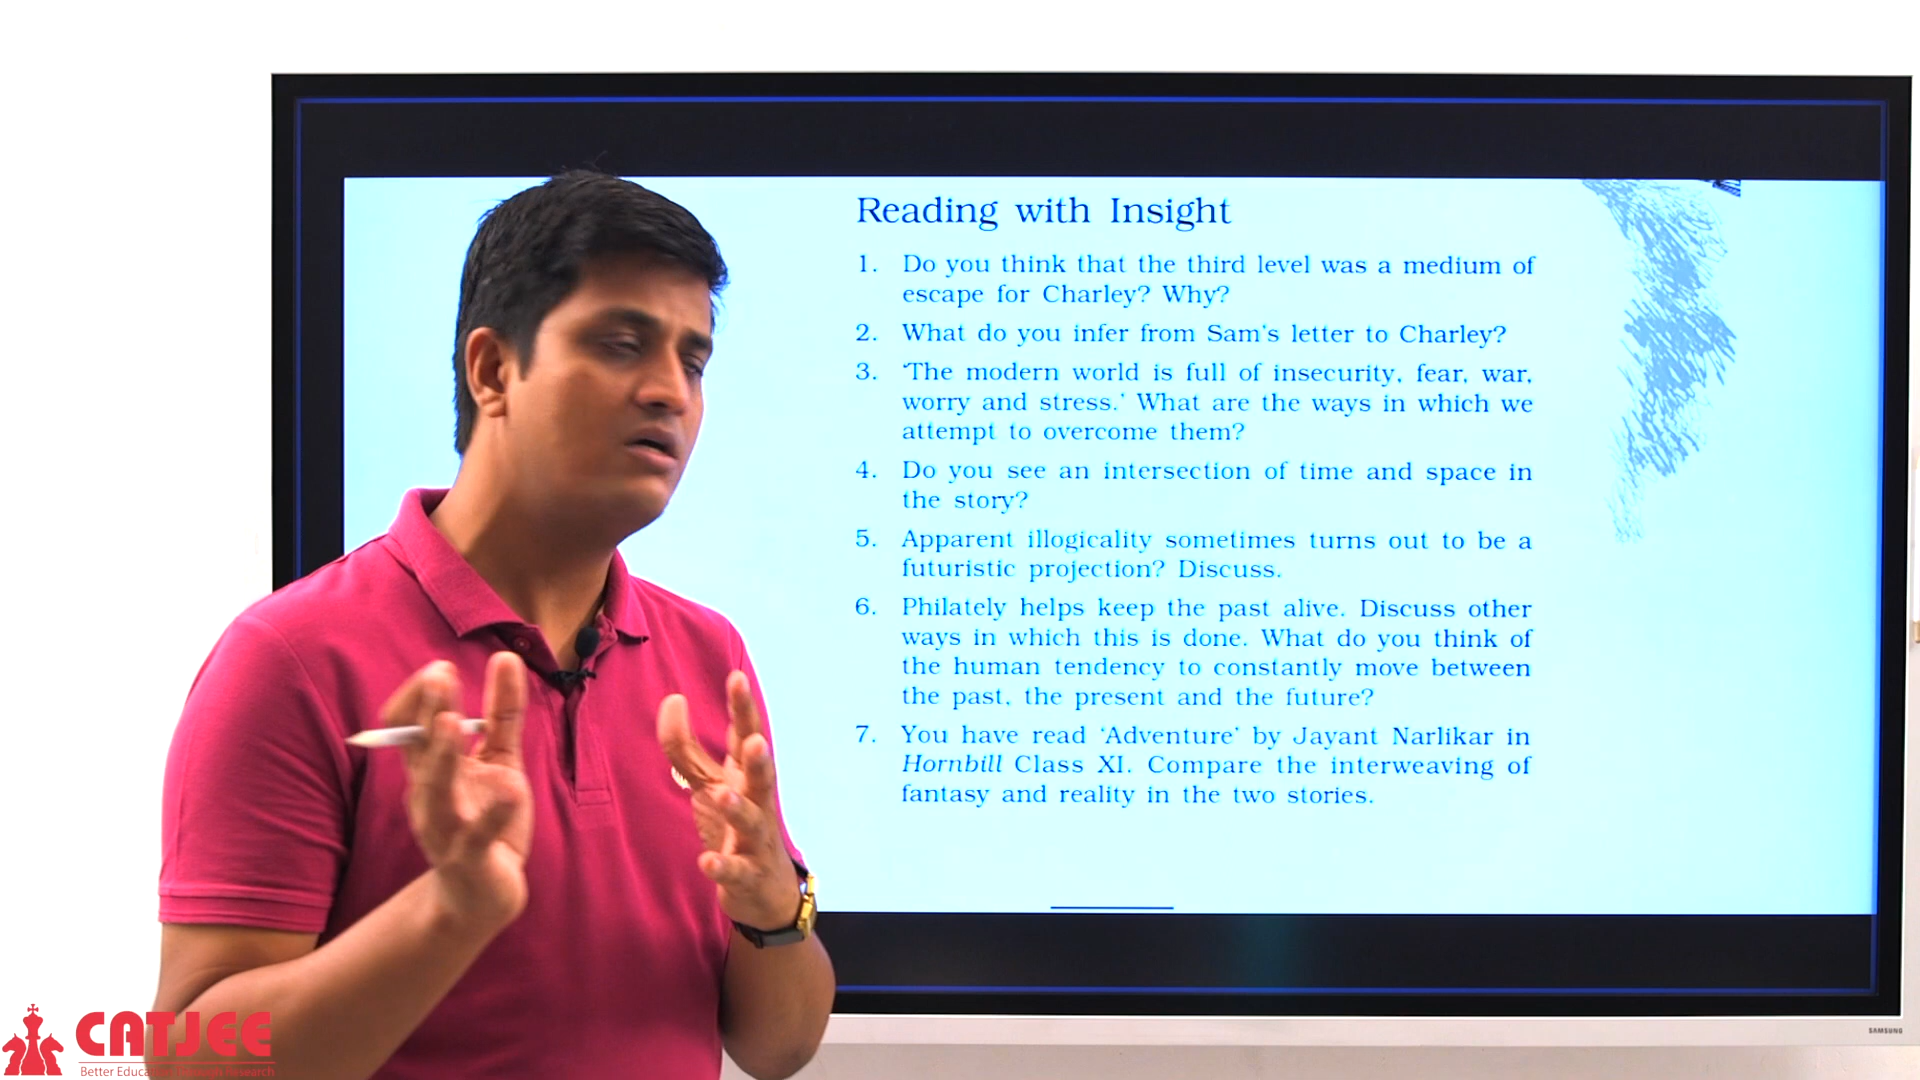 Reading with Insight
1. Do you think that the third level was a medium of
escape for Charley? Why?
2. What do you infer from Sam's letter to Charley?
3. 'The modern world is full of insecurity, fear, war,
worry and stress.' What are the ways in which we
attempt to overcome them?
4. Do you see an intersection of time and space in
the story?
5. Apparent illogicality sometimes turns out to be a
futuristic projection? Discuss.
6. Philately helps keep the past alive. Discuss other
ways in which this is done. What do you think of
the human tendency to constantly move between
the past, the present and the future?
7. You have read 'Adventure' by Jayant Narlikar in
Hornbill Class XI. Compare the interweaving of
fantasy and reality in the two stories.
SAMSUNG
CATJEE
Better Education Through Research